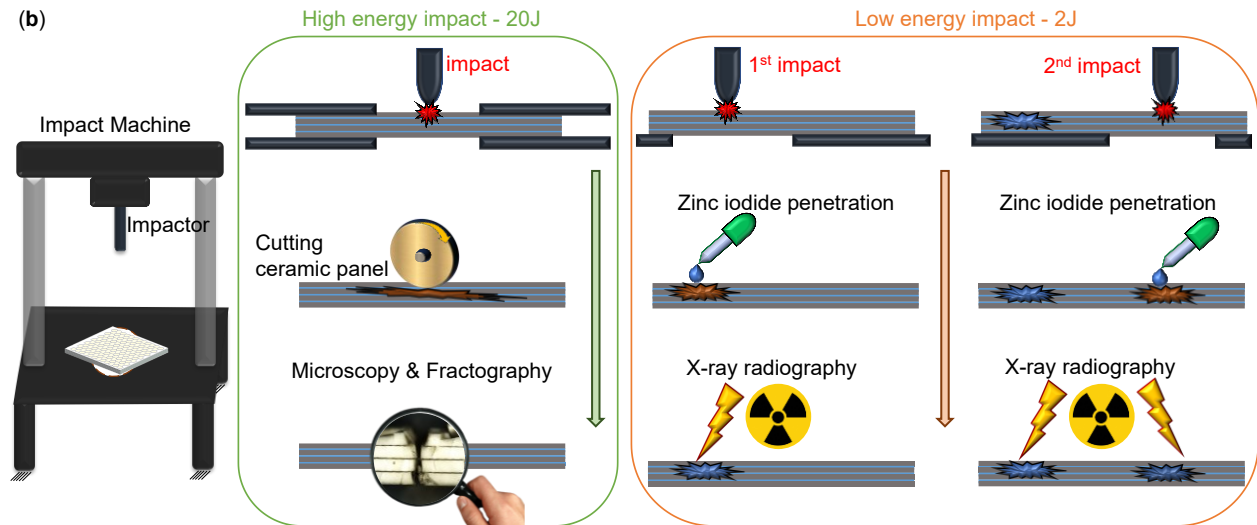 (b)
High energy impact - 20J
Low energy impact - 2J
Impact Machine
Impactor
impact
Cutting
ceramic panel
Microscopy & Fractography
1st impact
2nd impact
Zinc iodide penetration
Zinc iodide penetration
X-ray radiography
X-ray radiography